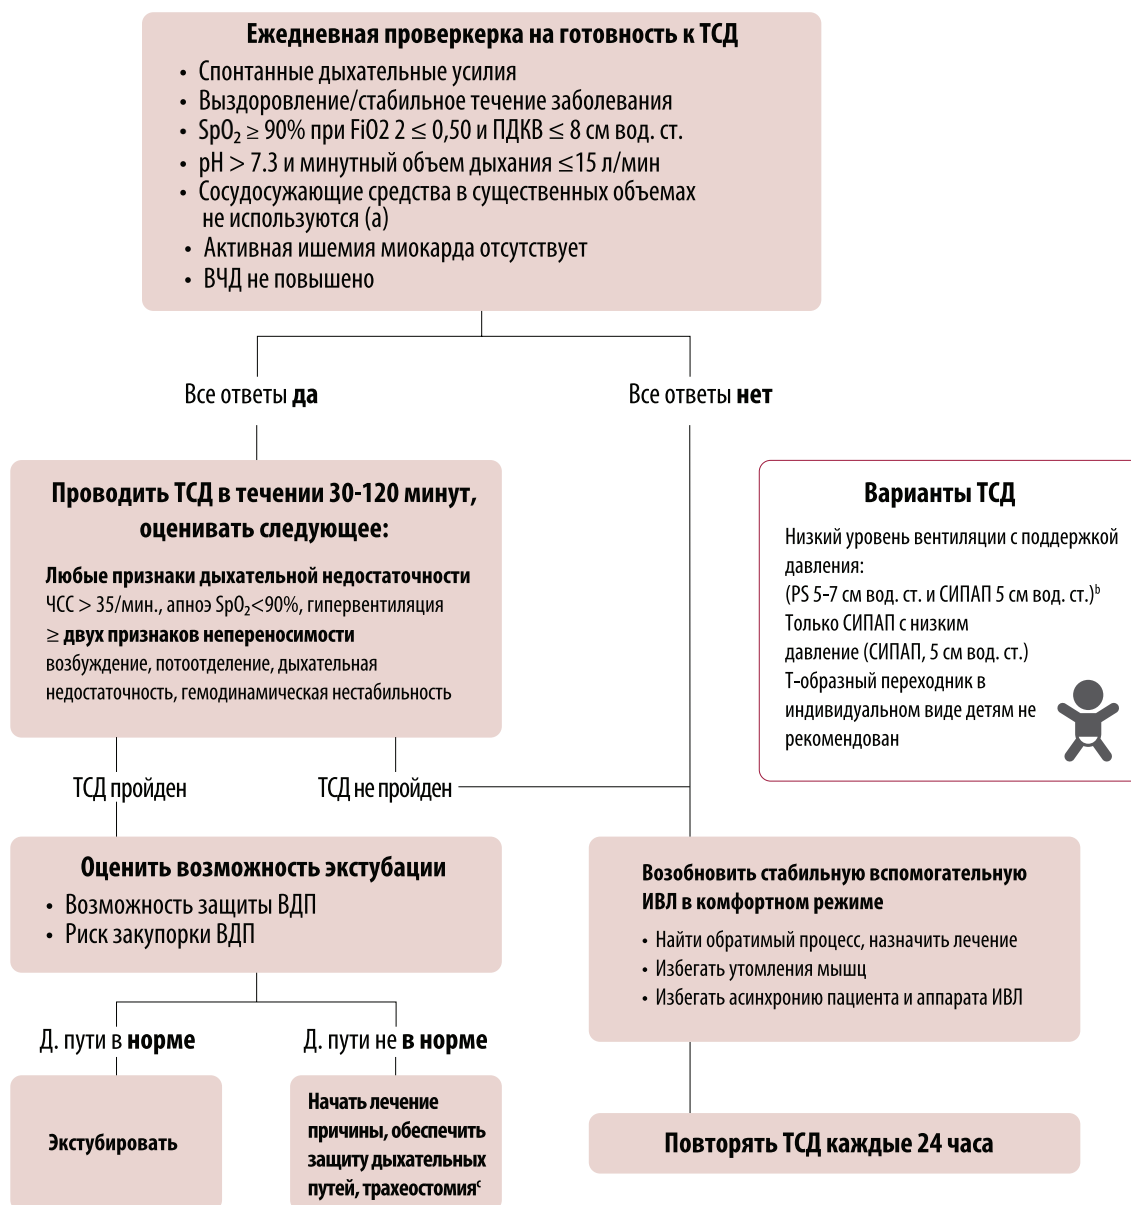 Ежедневная проверкерка на готовность к ТСД
• Спонтанные дыхательные усилия
• Выздоровление/стабильное течение заболевания
• SpO₂ ≥ 90% при FiO2 2 ≤ 0,50 и ПДКВ ≤ 8 см вод. ст.
• pH > 7.3 и минутный объем дыхания ≤15 л/мин
• Сосудосужающие средства в существенных объемах
не используются (а)
• Активная ишемия миокарда отсутствует
• ВЧД не повышено
Все ответы да
Все ответы нет
Проводить ТСД в течении 30-120 минут,
оценивать следующее:
Любые признаки дыхательной недостаточности
ЧСС > 35/мин., апноэ SpO₂<90%, гипервентиляция
≥ двух признаков непереносимости
возбуждение, потоотделение, дыхательная
недостаточность, гемодинамическая нестабильность
Варианты ТСД
Низкий уровень вентиляции с поддержкой
давления:
(PS 5-7 см вод. ст. и СИПАП 5 см вод. ст.)ᵇ
Только СИПАП с низким
давление (СИПАП, 5 см вод. ст.)
Т-образный переходник в
индивидуальном виде детям не
рекомендован
ТСД пройден
ТСД не пройден
Оценить возможность экстубации
• Возможность защиты ВДП
• Риск закупорки ВДП
Возобновить стабильную вспомогательную
ИВЛ в комфортном режиме
• Найти обратимый процесс, назначить лечение
• Избегать утомления мышц
• Избегать асинхронию пациента и аппарата ИВЛ
Д. пути в норме
Д. пути не в норме
Экстубировать
Начать лечение
причины, обеспечить
защиту дыхательных
путей, трахеостомияᶜ
Повторять ТСД каждые 24 часа